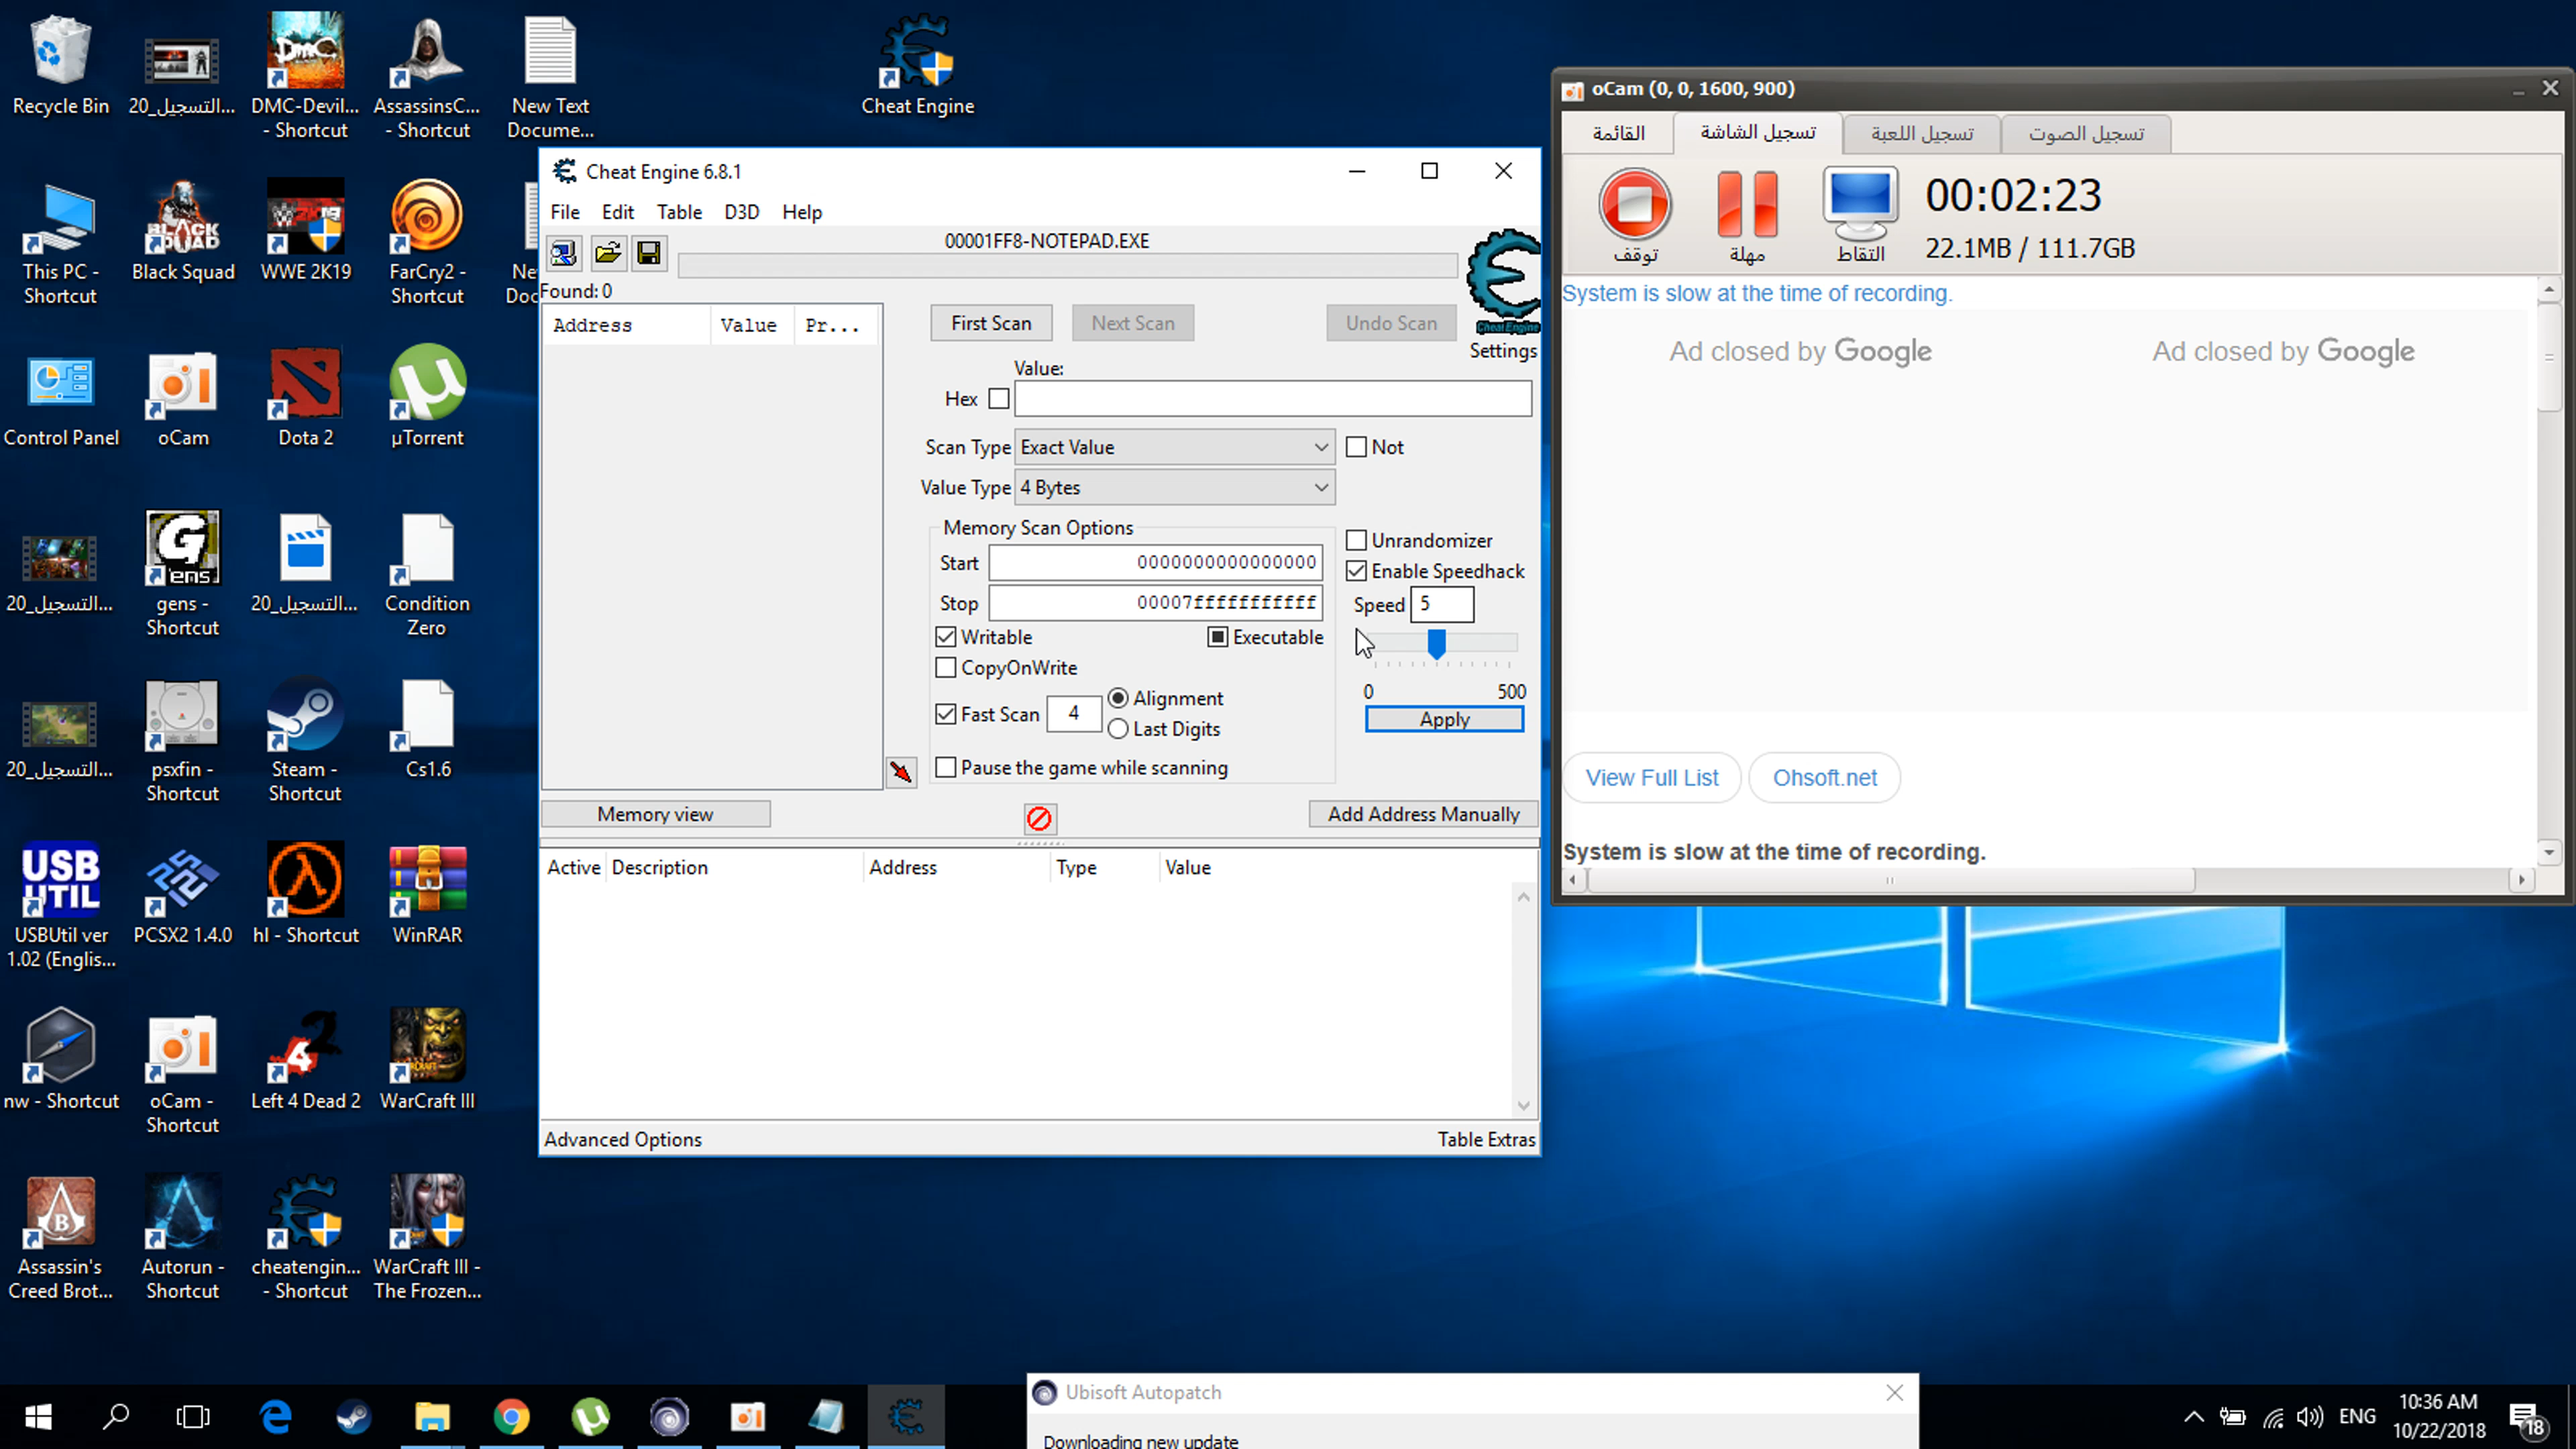 Recycle Bin
20_التسجيل...
DMC-Devil...
- Shortcut
AssassinsC...
- Shortcut
New Text
Docume...
Cheat Engine
This PC -
Shortcut
Black Squad
WWE 2K19
FarCry2 -
Shortcut
Control Panel
oCam
Dota 2
µTorrent
20_التسجيل...
gens -
Shortcut
20_التسجيل...
Condition
Zero
20_التسجيل...
psxfin -
Shortcut
Steam -
Shortcut
Cs1.6
USB
UTIL
USBUtil ver
1.02 (Englis...
PCSX2 1.4.0
hl - Shortcut
WinRAR
nw - Shortcut
oCam -
Shortcut
Left 4 Dead 2
WarCraft III
Assassin's
Creed Brot...
Autorun -
Shortcut
cheatengin...
- Shortcut
WarCraft III -
The Frozen...
Cheat Engine 6.8.1
File Edit Table D3D Help
00001FF8-NOTEPAD.EXE
Found: 0
Address Value Pr...
First Scan Next Scan Undo Scan
Cheat Engine
Settings
Value:
Hex
Scan Type Exact Value Not
Value Type 4 Bytes
Memory Scan Options
Start 0000000000000000
Stop 00007fffffffffff
Writable Executable
CopyOnWrite
Fast Scan 4 Alignment
Last Digits
Pause the game while scanning
Unrandomizer
Enable Speedhack
Speed 5
0 500
Apply
Memory view Add Address Manually
Active Description Address Type Value
Advanced Options Table Extras
oCam (0, 0, 1600, 900)
القائمة تسجيل الشاشة تسجيل اللعبة تسجيل الصوت
توقف مهلة التقاط
00:02:23
22.1MB / 111.7GB
System is slow at the time of recording.
Ad closed by Google Ad closed by Google
View Full List Ohsoft.net
System is slow at the time of recording.
Ubisoft Autopatch
Downloading new update
ENG
10:36 AM
10/22/2018
18